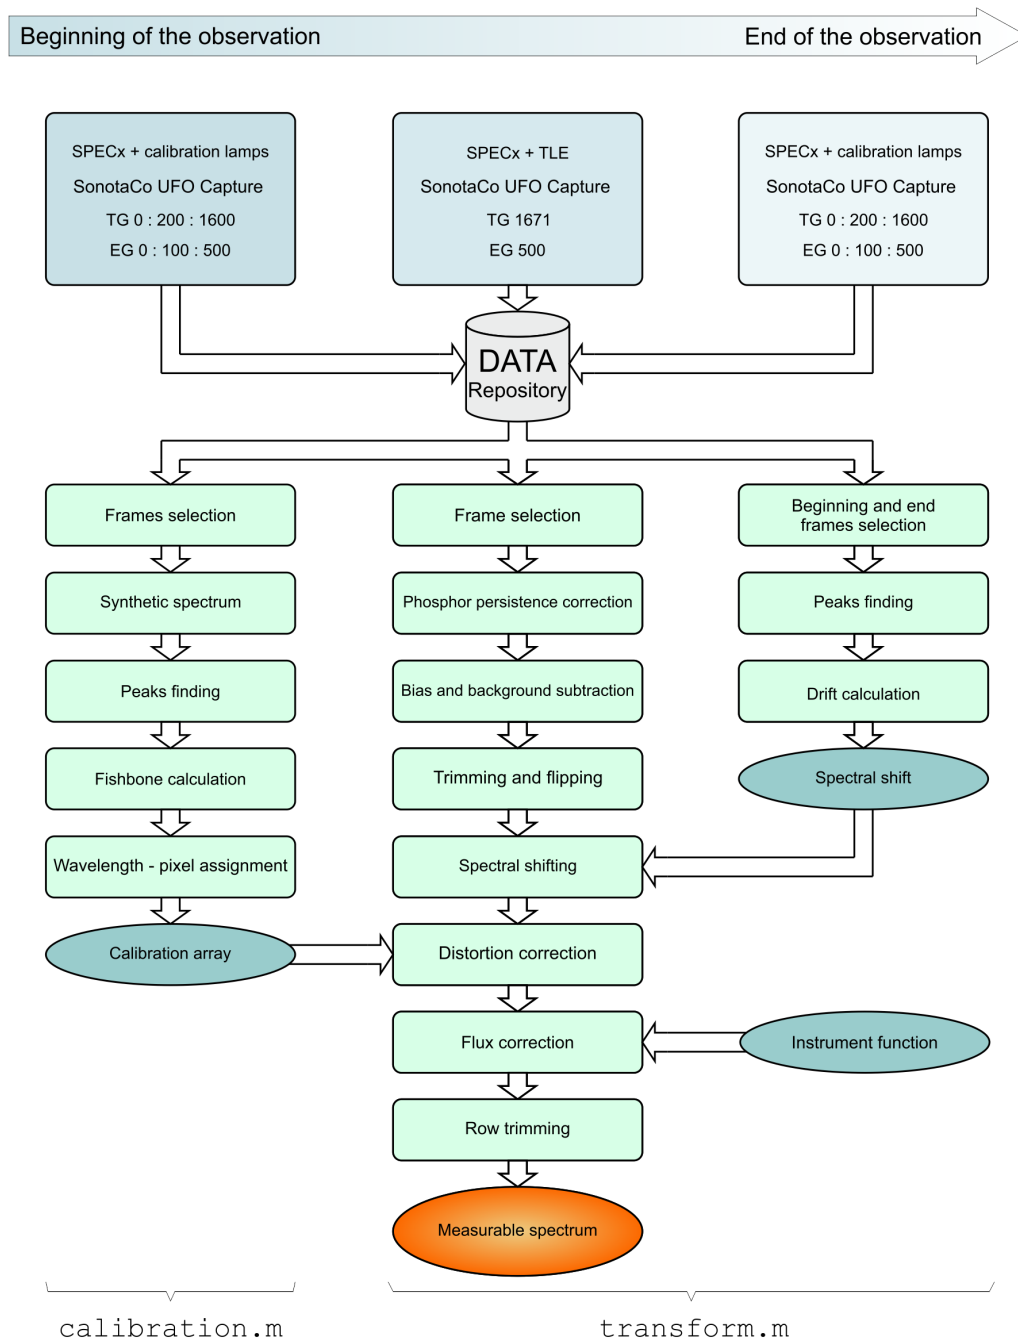 Beginning of the observation
End of the observation
SPECx + calibration lamps
SonotaCo UFO Capture
TG 0 : 200 : 1600
EG 0 : 100 : 500
SPECx + TLE
SonotaCo UFO Capture
TG 1671
EG 500
SPECx + calibration lamps
SonotaCo UFO Capture
TG 0 : 200 : 1600
EG 0 : 100 : 500
DATA
Repository
Frames selection
Synthetic spectrum
Peaks finding
Fishbone calculation
Wavelength - pixel assignment
Calibration array
Frame selection
Phosphor persistence correction
Bias and background subtraction
Trimming and flipping
Spectral shifting
Distortion correction
Flux correction
Row trimming
Measurable spectrum
Beginning and end
frames selection
Peaks finding
Drift calculation
Spectral shift
Instrument function
calibration.m
transform.m